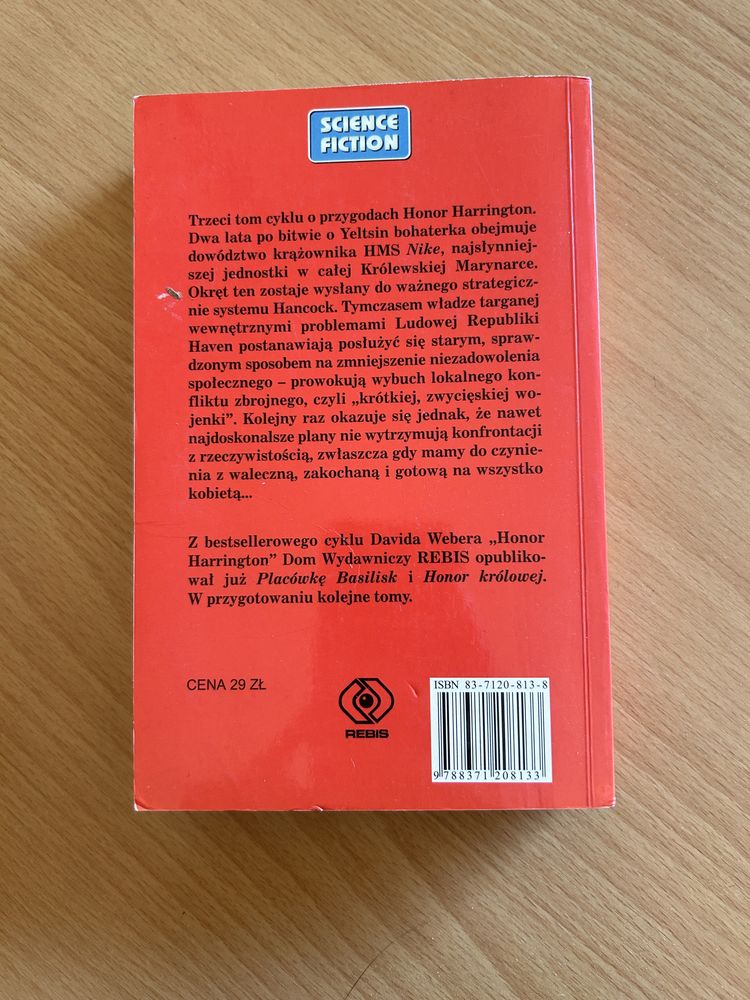 SCIENCE
FICTION
Trzeci tom cyklu o przygodach Honor Harrington.
Dwa lata po bitwie o Yeltsin bohaterka obejmuje
dowództwo krążownika HMS Nike, najsłynniej-
szej jednostki w całej Królewskiej Marynarce.
Okręt ten zostaje wysłany do ważnego strategicz-
nie systemu Hancock. Tymczasem władze targanej
wewnętrznymi problemami Ludowej Republiki
Haven postanawiają posłużyć się starym, spraw-
dzonym sposobem na zmniejszenie niezadowolenia
społecznego – prowokują wybuch lokalnego kon-
fliktu zbrojnego, czyli „krótkiej, zwycięskiej wo-
jenki”. Kolejny raz okazuje się jednak, że nawet
najdoskonalsze plany nie wytrzymują konfrontacji
z rzeczywistością, zwłaszcza gdy mamy do czynie-
nia z waleczną, zakochaną i gotową na wszystko
kobietą...
Z bestsellerowego cyklu Davida Webera „Honor
Harrington” Dom Wydawniczy REBIS opubliko-
wał już Placówkę Basilisk i Honor królowej.
W przygotowaniu kolejne tomy.
CENA 29 ZŁ
REBIS
ISBN 83-7120-813-8
9 788371 208133